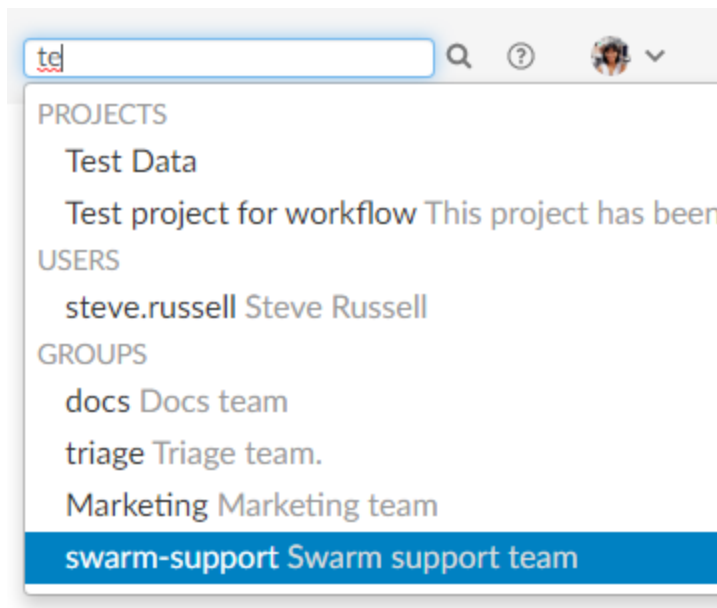 te
PROJECTS
Test Data
Test project for workflow This project has been
USERS
steve.russell Steve Russell
GROUPS
docs Docs team
triage Triage team.
Marketing Marketing team
swarm-support Swarm support team